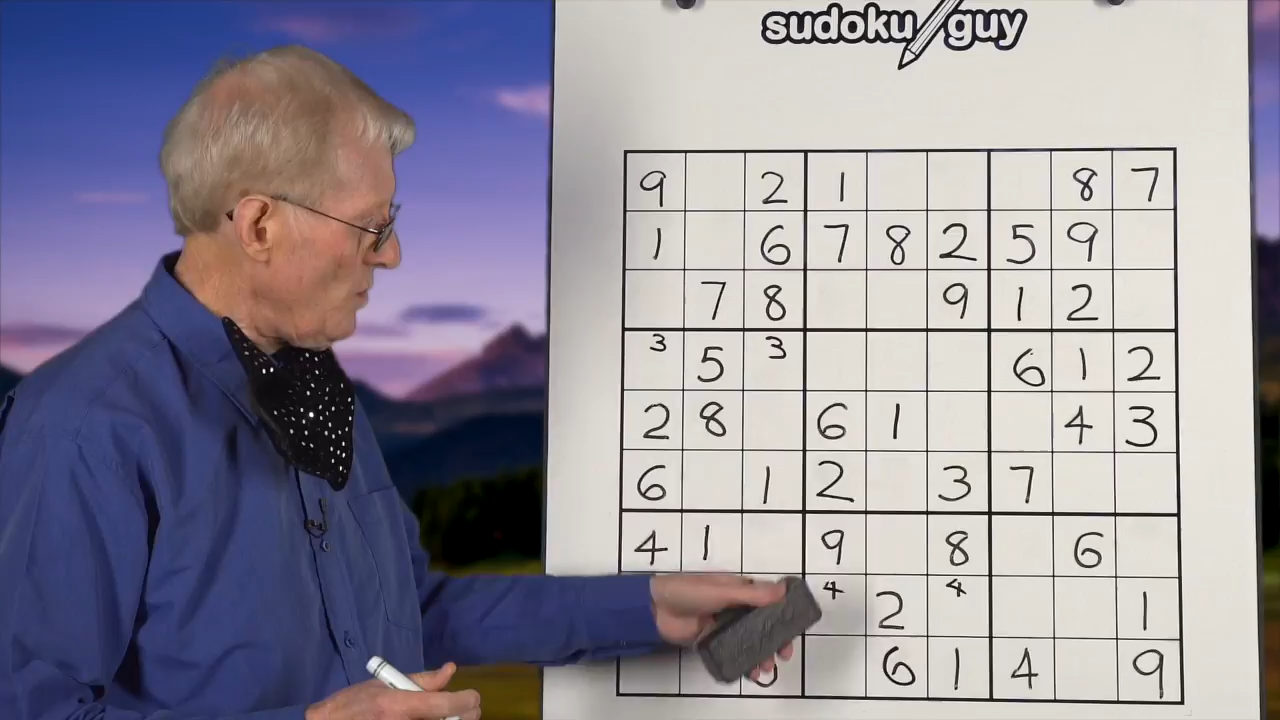 sudoku guy
9 2 1 8 7
1 6 7 8 2 5 9
7 8 9 1 2
3 5 3 6 1 2
2 8 6 1 4 3
6 1 2 3 7
4 1 9 8 6
4 2 4 1
6 1 4 9